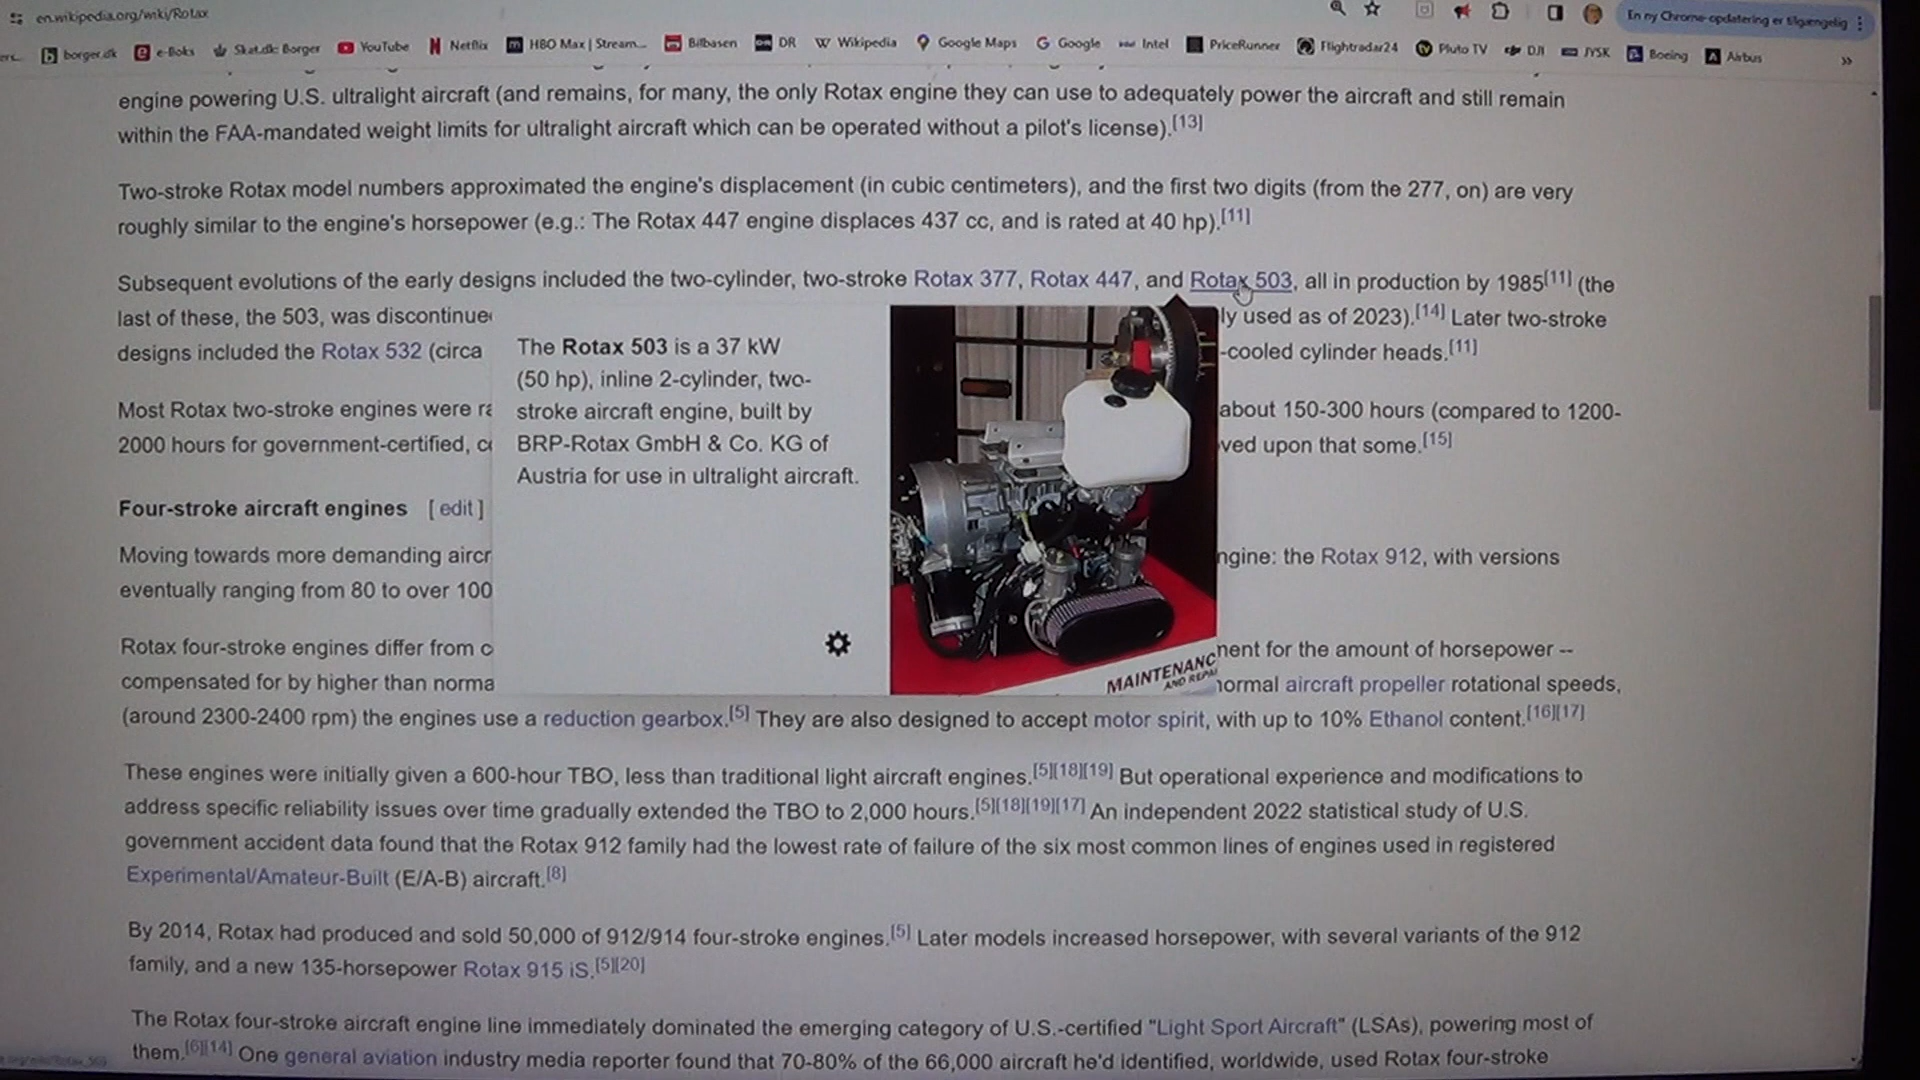 en.wikipedia.org/wiki/Rotax
En ny Chrome-opdatering er tilgængelig
borger.dk e-Boks Skat.dk: Borger YouTube Netflix HBO Max | Stream... Bilbasen DR Wikipedia Google Maps Google Intel PriceRunner Flightradar24 Pluto TV DJI JYSK Boeing Airbus »
engine powering U.S. ultralight aircraft (and remains, for many, the only Rotax engine they can use to adequately power the aircraft and still remain
within the FAA-mandated weight limits for ultralight aircraft which can be operated without a pilot's license).[13]
Two-stroke Rotax model numbers approximated the engine's displacement (in cubic centimeters), and the first two digits (from the 277, on) are very
roughly similar to the engine's horsepower (e.g.: The Rotax 447 engine displaces 437 cc, and is rated at 40 hp).[11]
Subsequent evolutions of the early designs included the two-cylinder, two-stroke Rotax 377, Rotax 447, and Rotax 503, all in production by 1985[11] (the
last of these, the 503, was discontinue ly used as of 2023).[14] Later two-stroke
designs included the Rotax 532 (circa -cooled cylinder heads.[11]
Most Rotax two-stroke engines were ra about 150-300 hours (compared to 1200-
2000 hours for government-certified, co ved upon that some.[15]
The Rotax 503 is a 37 kW
(50 hp), inline 2-cylinder, two-
stroke aircraft engine, built by
BRP-Rotax GmbH & Co. KG of
Austria for use in ultralight aircraft.
MAINTENANC
AND REPAI
Four-stroke aircraft engines [ edit ]
Moving towards more demanding aircr ngine: the Rotax 912, with versions
eventually ranging from 80 to over 100
Rotax four-stroke engines differ from c nent for the amount of horsepower --
compensated for by higher than norma normal aircraft propeller rotational speeds,
(around 2300-2400 rpm) the engines use a reduction gearbox.[5] They are also designed to accept motor spirit, with up to 10% Ethanol content.[16][17]
These engines were initially given a 600-hour TBO, less than traditional light aircraft engines.[5][18][19] But operational experience and modifications to
address specific reliability issues over time gradually extended the TBO to 2,000 hours.[5][18][19][17] An independent 2022 statistical study of U.S.
government accident data found that the Rotax 912 family had the lowest rate of failure of the six most common lines of engines used in registered
Experimental/Amateur-Built (E/A-B) aircraft.[8]
By 2014, Rotax had produced and sold 50,000 of 912/914 four-stroke engines.[5] Later models increased horsepower, with several variants of the 912
family, and a new 135-horsepower Rotax 915 iS.[5][20]
The Rotax four-stroke aircraft engine line immediately dominated the emerging category of U.S.-certified "Light Sport Aircraft" (LSAs), powering most of
them.[6][14] One general aviation industry media reporter found that 70-80% of the 66,000 aircraft he'd identified, worldwide, used Rotax four-stroke